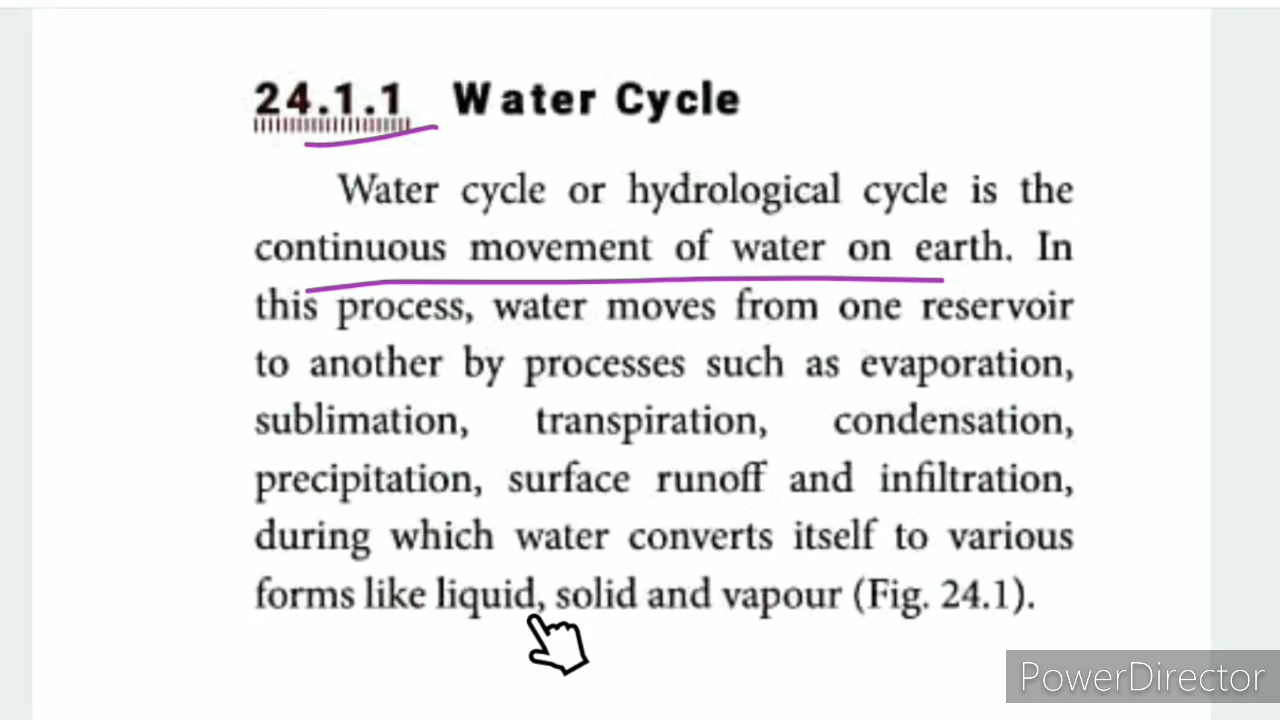 24.1.1 Water Cycle
Water cycle or hydrological cycle is the
continuous movement of water on earth. In
this process, water moves from one reservoir
to another by processes such as evaporation,
sublimation, transpiration, condensation,
precipitation, surface runoff and infiltration,
during which water converts itself to various
forms like liquid, solid and vapour (Fig. 24.1).
PowerDirector